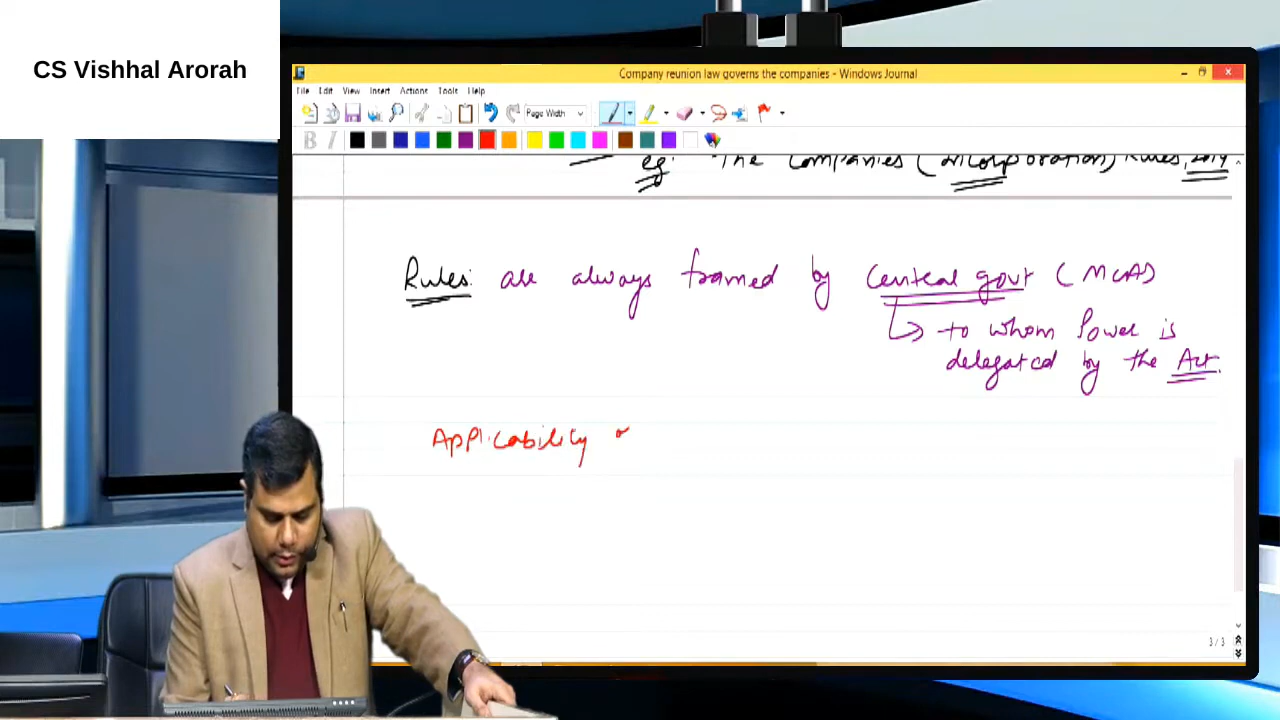 CS Vishhal Arorah
Company reunion law governs the companies - Windows Journal
File Edit View Insert Actions Tools Help
Page Width
B I
eg: The Companies (Incorporation) Rules, 2014.
Rules: are always framed by Central govt (MCA)
to whom Power is
delegated by the Act.
Applicability o
3 / 3